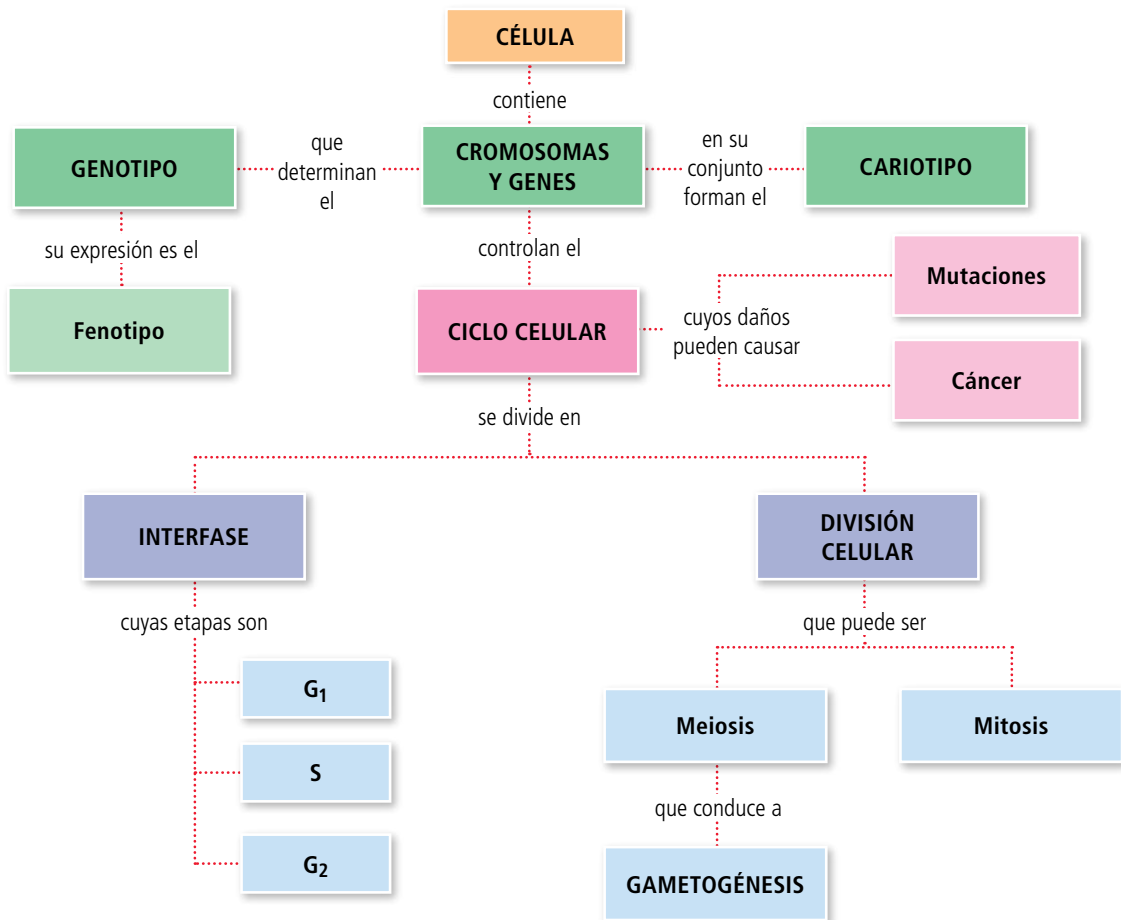 CÉLULA
contiene
GENOTIPO
que
determinan
el
CROMOSOMAS
Y GENES
en su
conjunto
forman el
CARIOTIPO
su expresión es el
Fenotipo
controlan el
CICLO CELULAR
cuyos daños
pueden causar
Mutaciones
Cáncer
se divide en
INTERFASE
cuyas etapas son
G₁
S
G₂
DIVISIÓN
CELULAR
que puede ser
Meiosis
Mitosis
que conduce a
GAMETOGÉNESIS